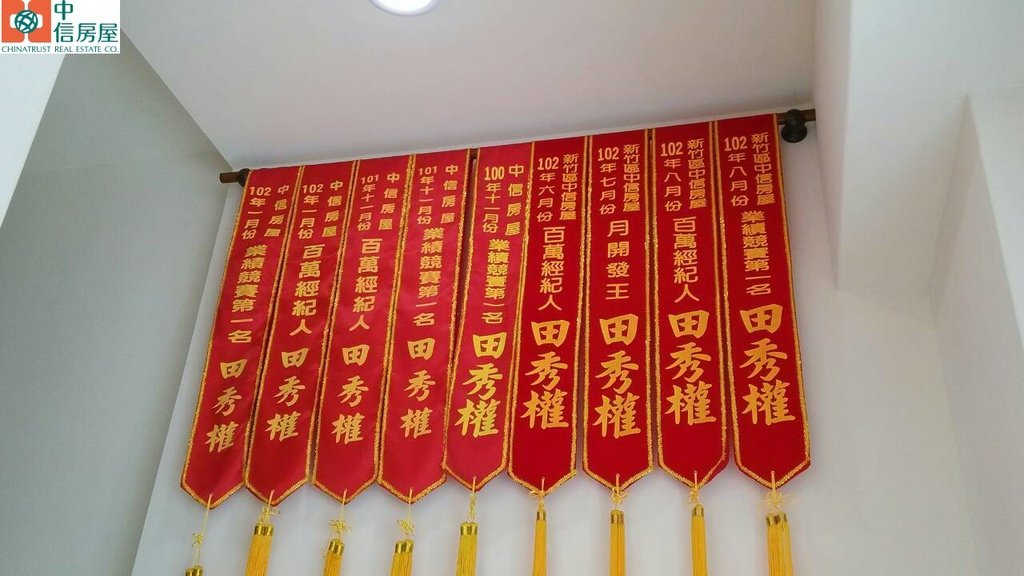 中信房屋
CHINATRUST REAL ESTATE CO.
新竹區中信房屋
102年八月份
業績競賽第一名
田秀權
新竹區中信房屋
102年八月份
百萬經紀人
田秀權
新竹區中信房屋
102年七月份
月開發王
田秀權
新竹區中信房屋
102年六月份
百萬經紀人
田秀權
中信房屋
100年十一月份
業績競賽第一名
田秀權
中信房屋
101年十一月份
業績競賽第一名
田秀權
中信房屋
101年十一月份
百萬經紀人
田秀權
中信房屋
102年一月份
百萬經紀人
田秀權
中信房屋
102年一月份
業績競賽第一名
田秀權